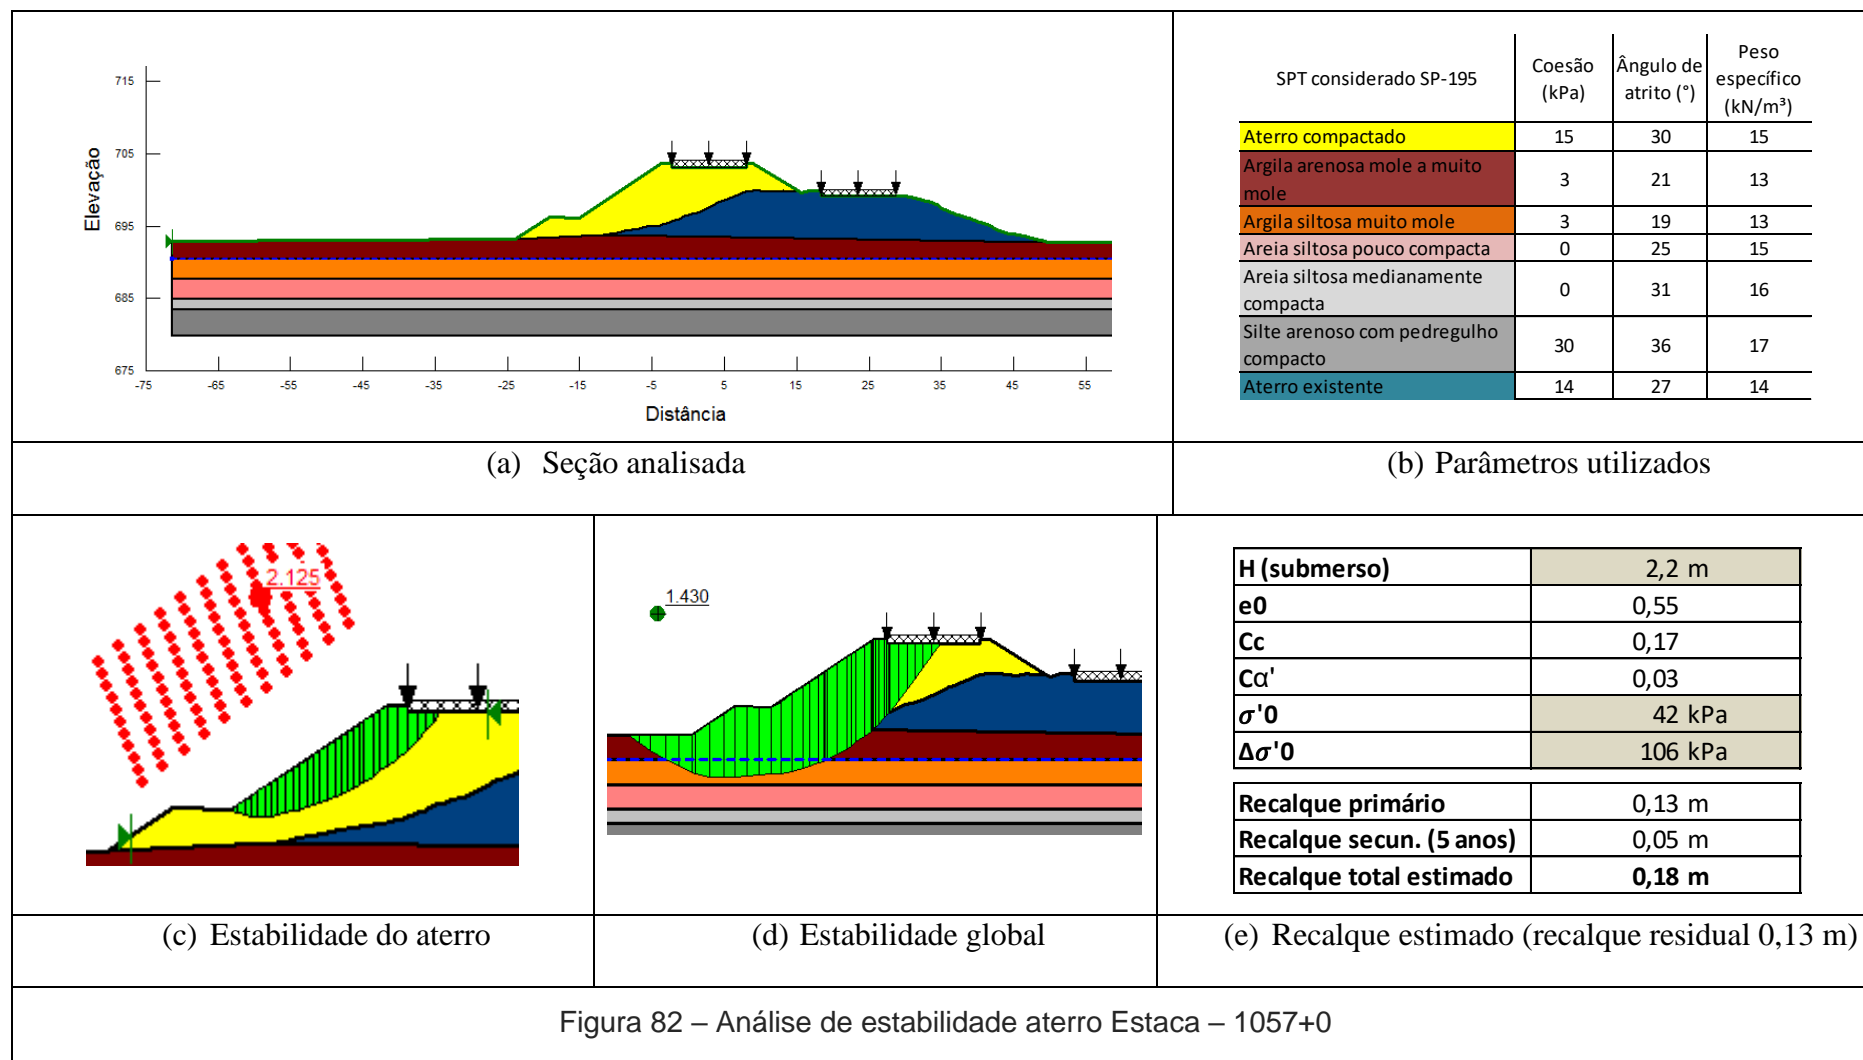 715
705
695
685
675
Elevação
-75 -65 -55 -45 -35 -25 -15 -5 5 15 25 35 45 55
Distância
SPT considerado SP-195 Coesão (kPa) Ângulo de atrito (°) Peso específico (kN/m³)
Aterro compactado 15 30 15
Argila arenosa mole a muito mole 3 21 13
Argila siltosa muito mole 3 19 13
Areia siltosa pouco compacta 0 25 15
Areia siltosa medianamente compacta 0 31 16
Silte arenoso com pedregulho compacto 30 36 17
Aterro existente 14 27 14
(a) Seção analisada
(b) Parâmetros utilizados
2.125
1.430
H (submerso) 2,2 m
e0 0,55
Cc 0,17
Cα' 0,03
σ'0 42 kPa
Δσ'0 106 kPa
Recalque primário 0,13 m
Recalque secun. (5 anos) 0,05 m
Recalque total estimado 0,18 m
(c) Estabilidade do aterro
(d) Estabilidade global
(e) Recalque estimado (recalque residual 0,13 m)
Figura 82 – Análise de estabilidade aterro Estaca – 1057+0